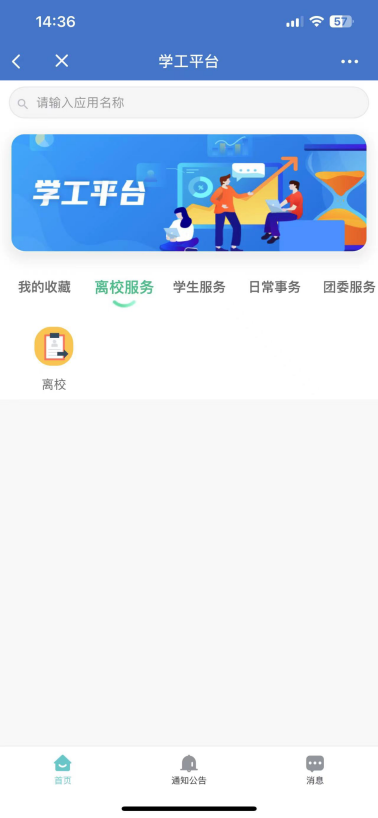 14:36
57
学工平台
请输入应用名称
学工平台
我的收藏 离校服务 学生服务 日常事务 团委服务
离校
首页 通知公告 消息